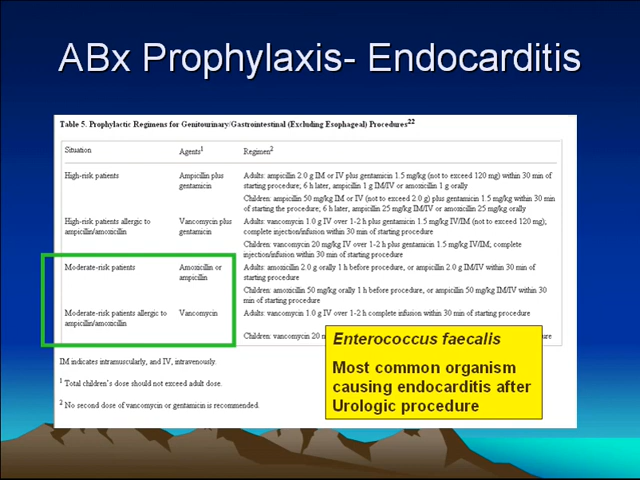 ABx Prophylaxis- Endocarditis
Table 5. Prophylactic Regimens for Genitourinary/Gastrointestinal (Excluding Esophageal) Procedures22
Situation Agents1 Regimen2
High-risk patients Ampicillin plus gentamicin Adults: ampicillin 2.0 g IM or IV plus gentamicin 1.5 mg/kg (not to exceed 120 mg) within 30 min of
starting procedure; 6 h later, ampicillin 1 g IM/IV or amoxicillin 1 g orally
Children: ampicillin 50 mg/kg IM or IV (not to exceed 2.0 g) plus gentamicin 1.5 mg/kg within 30 min
of starting the procedure; 6 h later, ampicillin 25 mg/kg IM/IV or amoxicillin 25 mg/kg orally
High-risk patients allergic to ampicillin/amoxicillin Vancomycin plus gentamicin Adults: vancomycin 1.0 g IV over 1-2 h plus gentamicin 1.5 mg/kg IV/IM (not to exceed 120 mg);
complete injection/infusion within 30 min of starting procedure
Children: vancomycin 20 mg/kg IV over 1-2 h plus gentamicin 1.5 mg/kg IV/IM; complete
injection/infusion within 30 min of starting procedure
Moderate-risk patients Amoxicillin or ampicillin Adults: amoxicillin 2.0 g orally 1 h before procedure, or ampicillin 2.0 g IM/IV within 30 min of
starting procedure
Children: amoxicillin 50 mg/kg orally 1 h before procedure, or ampicillin 50 mg/kg IM/IV within 30
min of starting procedure
Moderate-risk patients allergic to ampicillin/amoxicillin Vancomycin Adults: vancomycin 1.0 g IV over 1-2 h complete infusion within 30 min of starting procedure
Children: vancomycin 20
IM indicates intramuscularly, and IV, intravenously.
1 Total children's dose should not exceed adult dose.
2 No second dose of vancomycin or gentamicin is recommended.
Enterococcus faecalis
Most common organism
causing endocarditis after
Urologic procedure